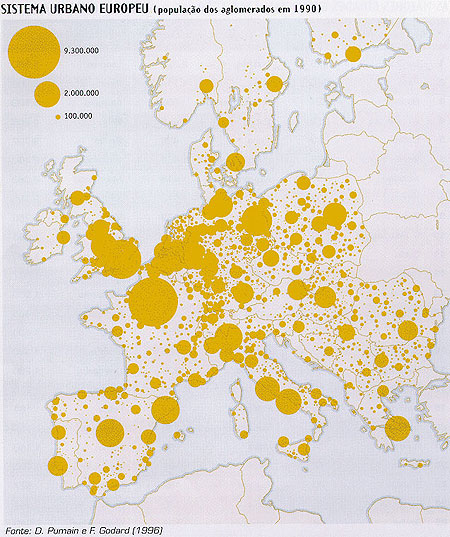 SISTEMA URBANO EUROPEU (população dos aglomerados em 1990)
9.300.000
2.000.000
100.000
Fonte: D. Pumain e F. Godard (1996)